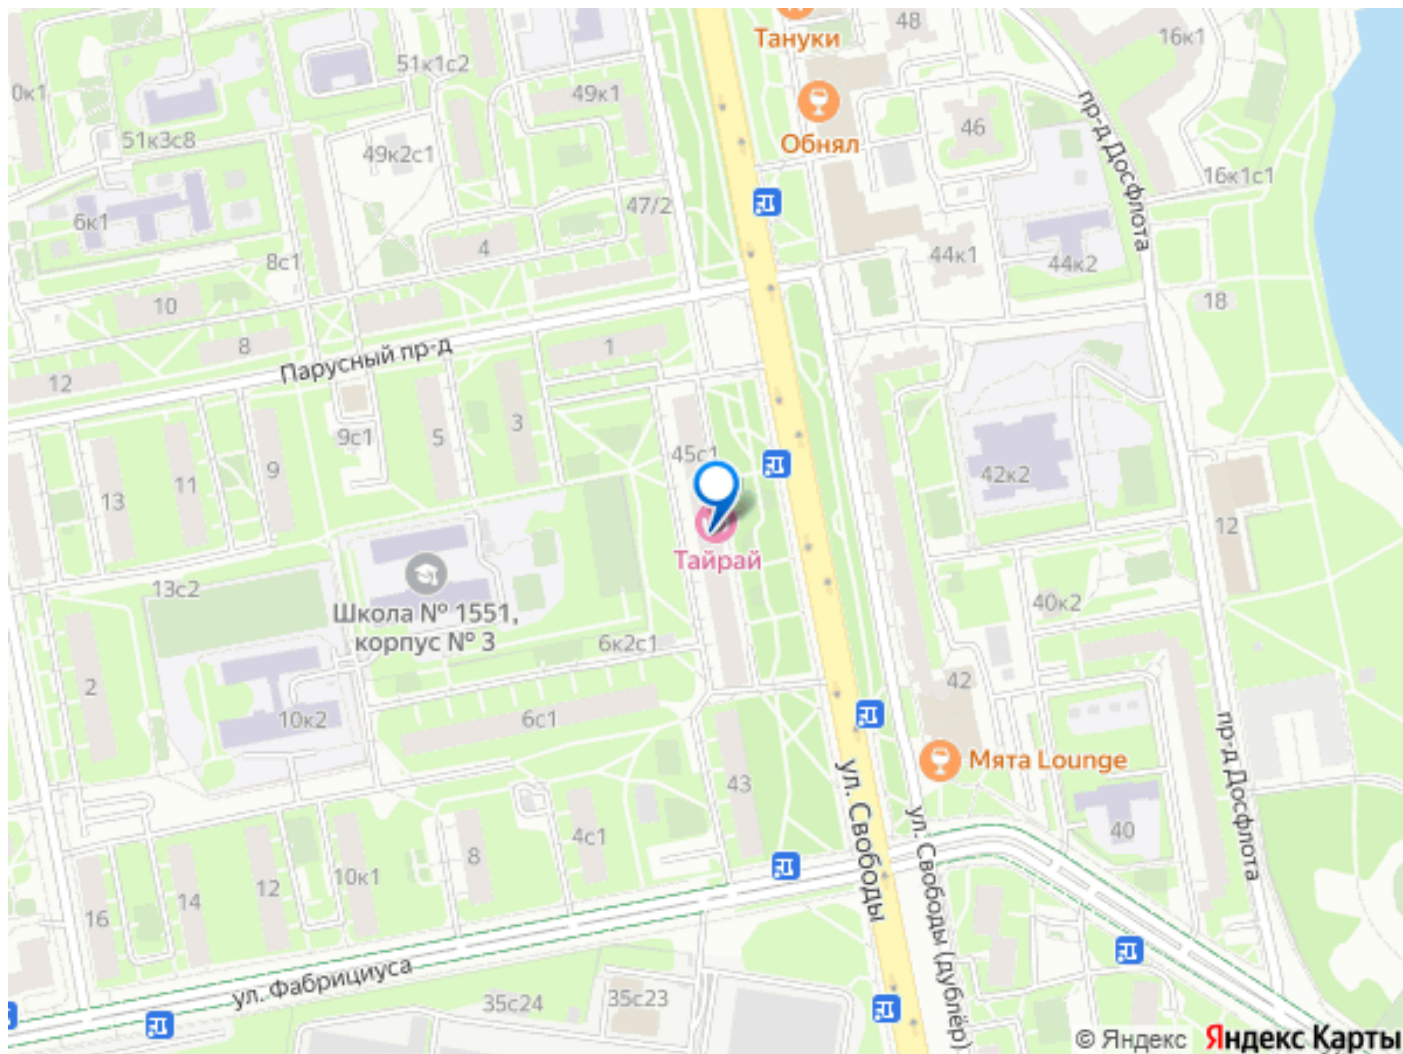 48
Тануки
16к1
51к1с2
0к1
49к1
пр-д Досфлота
Обнял
46
51к3с8
49к2с1
16к1с1
47/2
6к1
4
8с1
44к1
44к2
10
18
8
1
Парусный пр-д
12
3
5
9с1
45с1
9
11
13
42к2
12
Тайрай
13с2
Школа № 1551,
корпус № 3
40к2
6к2с1
2
42
10к2
6с1
Мята Lounge
пр-д Досфлота
43
ул. Свободы
ул. Свободы (дублёр)
40
4с1
8
10к1
12
14
16
ул. Фабрициуса
35с24
35с23
© Яндекс Яндекс Карты